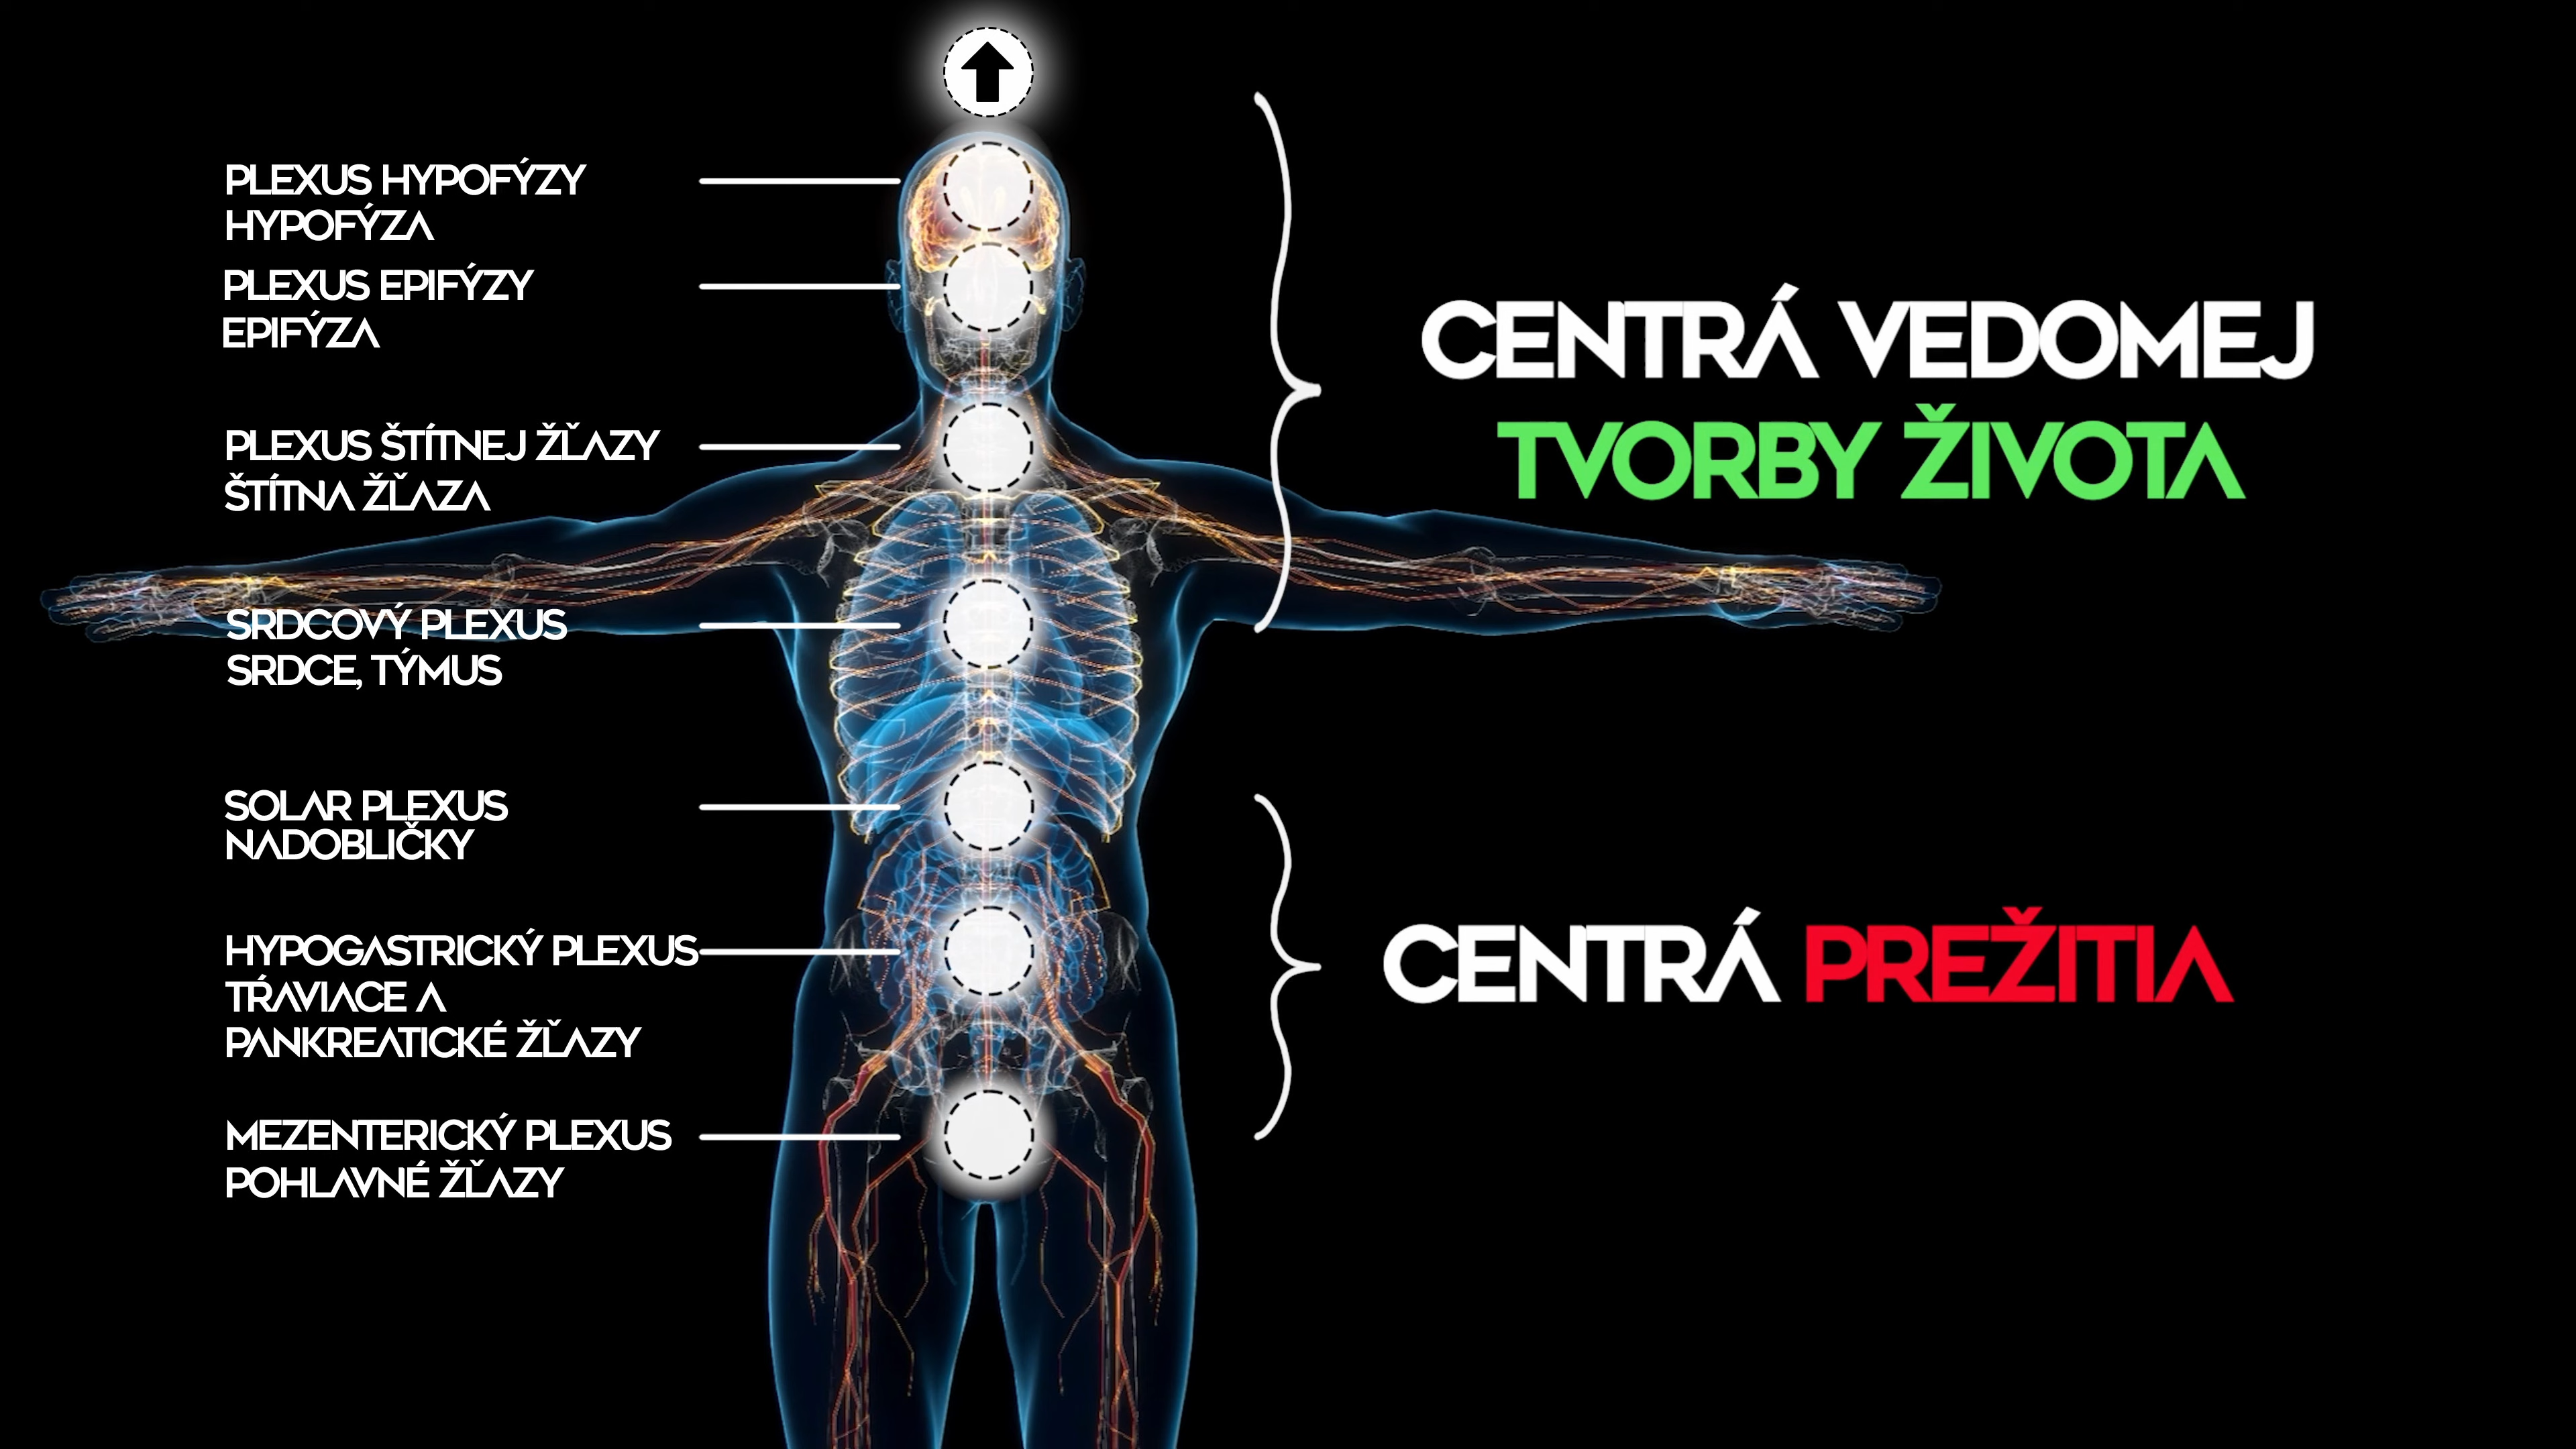 PLEXUS HYPOFÝZY
HYPOFÝZA
PLEXUS EPIFÝZY
EPIFÝZA
PLEXUS ŠTÍTNEJ ŽĽAZY
ŠTÍTNA ŽĽAZA
SRDCOVÝ PLEXUS
SRDCE, TÝMUS
SOLAR PLEXUS
NADOBLIČKY
HYPOGASTRICKÝ PLEXUS
TŔAVIACE A
PANKREATICKÉ ŽĽAZY
MEZENTERICKÝ PLEXUS
POHLAVNÉ ŽĽAZY
CENTRÁ VEDOMEJ
TVORBY ŽIVOTA
CENTRÁ PREŽITIA